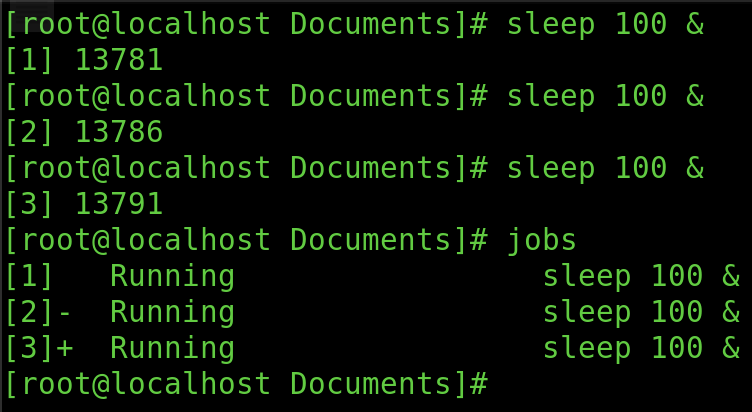 [root@localhost Documents]# sleep 100 &
[1] 13781
[root@localhost Documents]# sleep 100 &
[2] 13786
[root@localhost Documents]# sleep 100 &
[3] 13791
[root@localhost Documents]# jobs
[1]   Running                 sleep 100 &
[2]-  Running                 sleep 100 &
[3]+  Running                 sleep 100 &
[root@localhost Documents]#